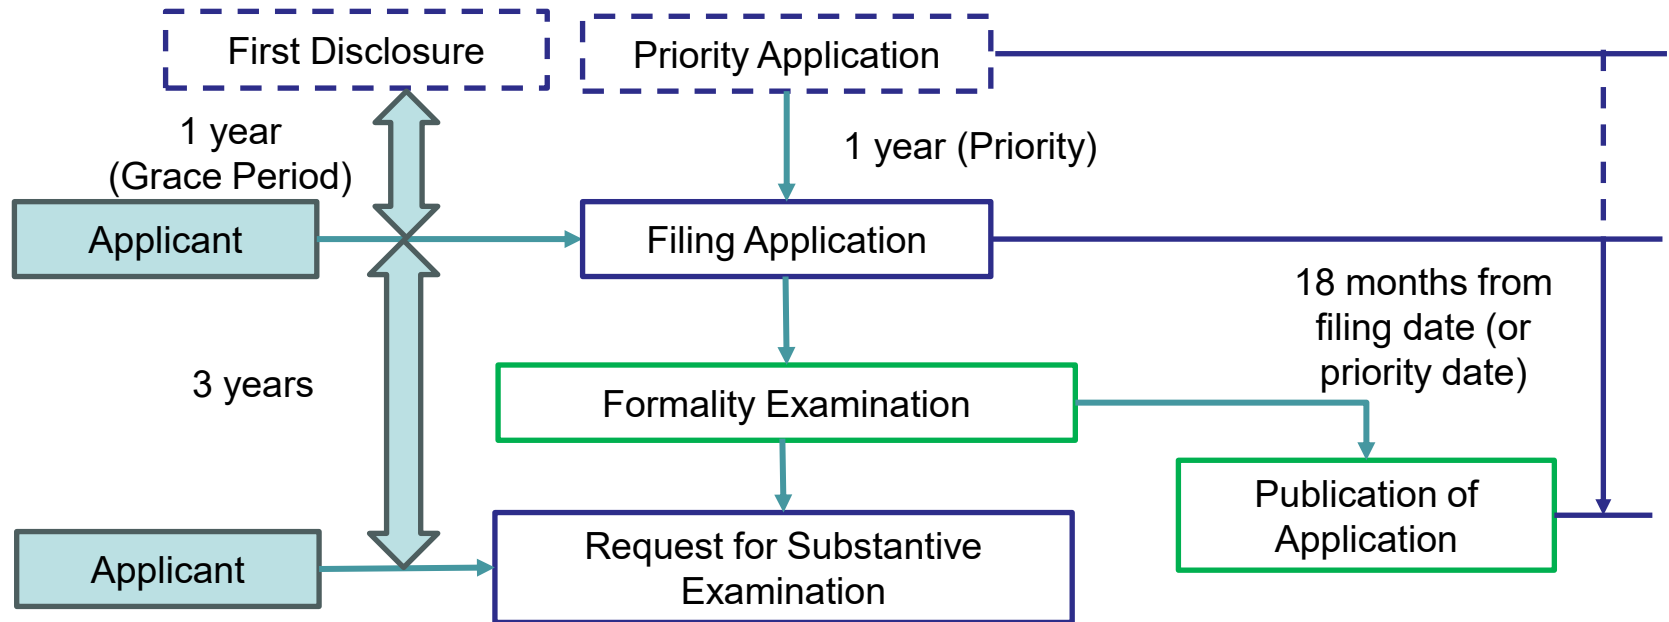 First Disclosure
Priority Application
1 year
(Grace Period)
1 year (Priority)
Applicant
Filing Application
18 months from
filing date (or
priority date)
3 years
Formality Examination
Publication of
Application
Applicant
Request for Substantive
Examination